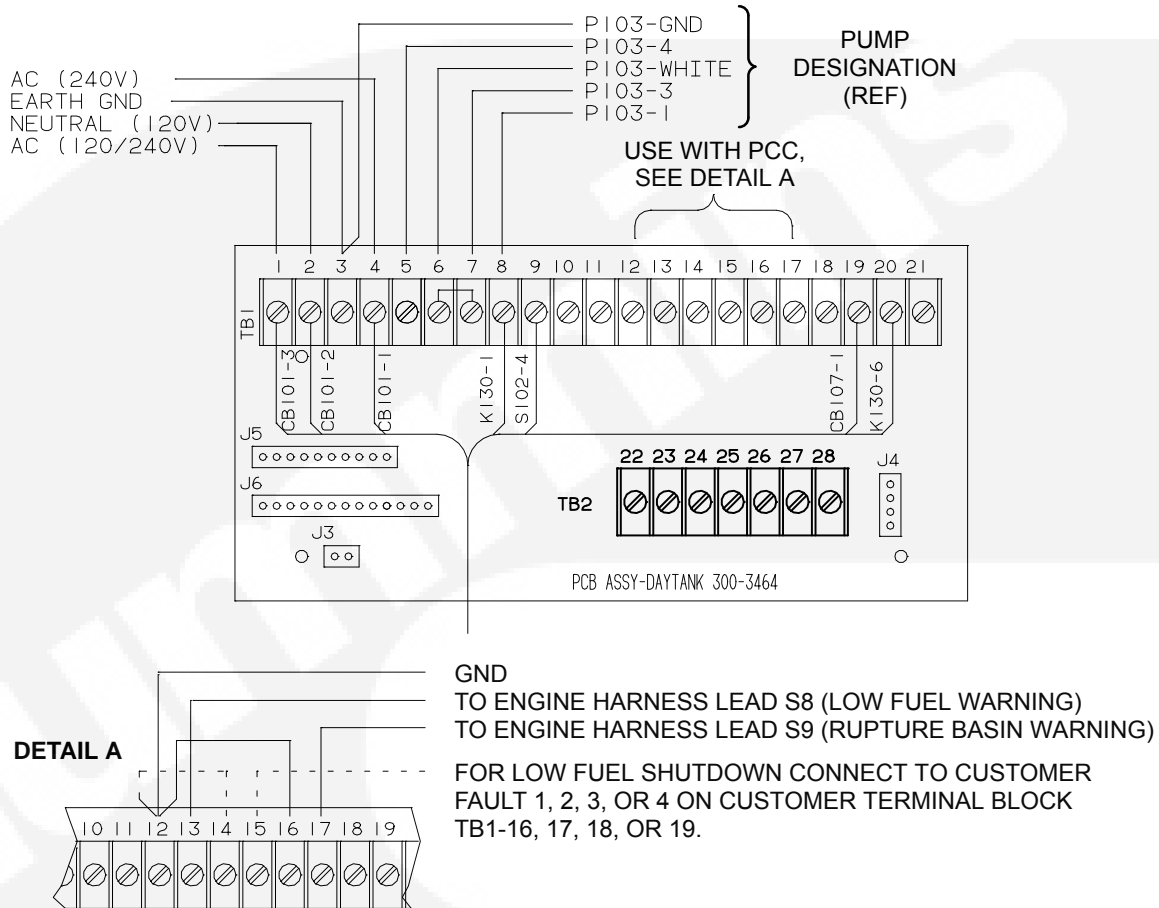 P103-GND
P103-4
P103-WHITE
P103-3
P103-1
PUMP
DESIGNATION
(REF)
AC (240V)
EARTH GND
NEUTRAL (120V)
AC (120/240V)
USE WITH PCC,
SEE DETAIL A
1 2 3 4 5 6 7 8 9 10 11 12 13 14 15 16 17 18 19 20 21
TB1
CB101-3
CB101-2
CB101-1
K130-1
S102-4
CB107-1
K130-6
J5
J6
J3
22 23 24 25 26 27 28
TB2
J4
PCB ASSY-DAYTANK 300-3464
GND
TO ENGINE HARNESS LEAD S8 (LOW FUEL WARNING)
TO ENGINE HARNESS LEAD S9 (RUPTURE BASIN WARNING)
DETAIL A
FOR LOW FUEL SHUTDOWN CONNECT TO CUSTOMER
FAULT 1, 2, 3, OR 4 ON CUSTOMER TERMINAL BLOCK
TB1-16, 17, 18, OR 19.
10 11 12 13 14 15 16 17 18 19